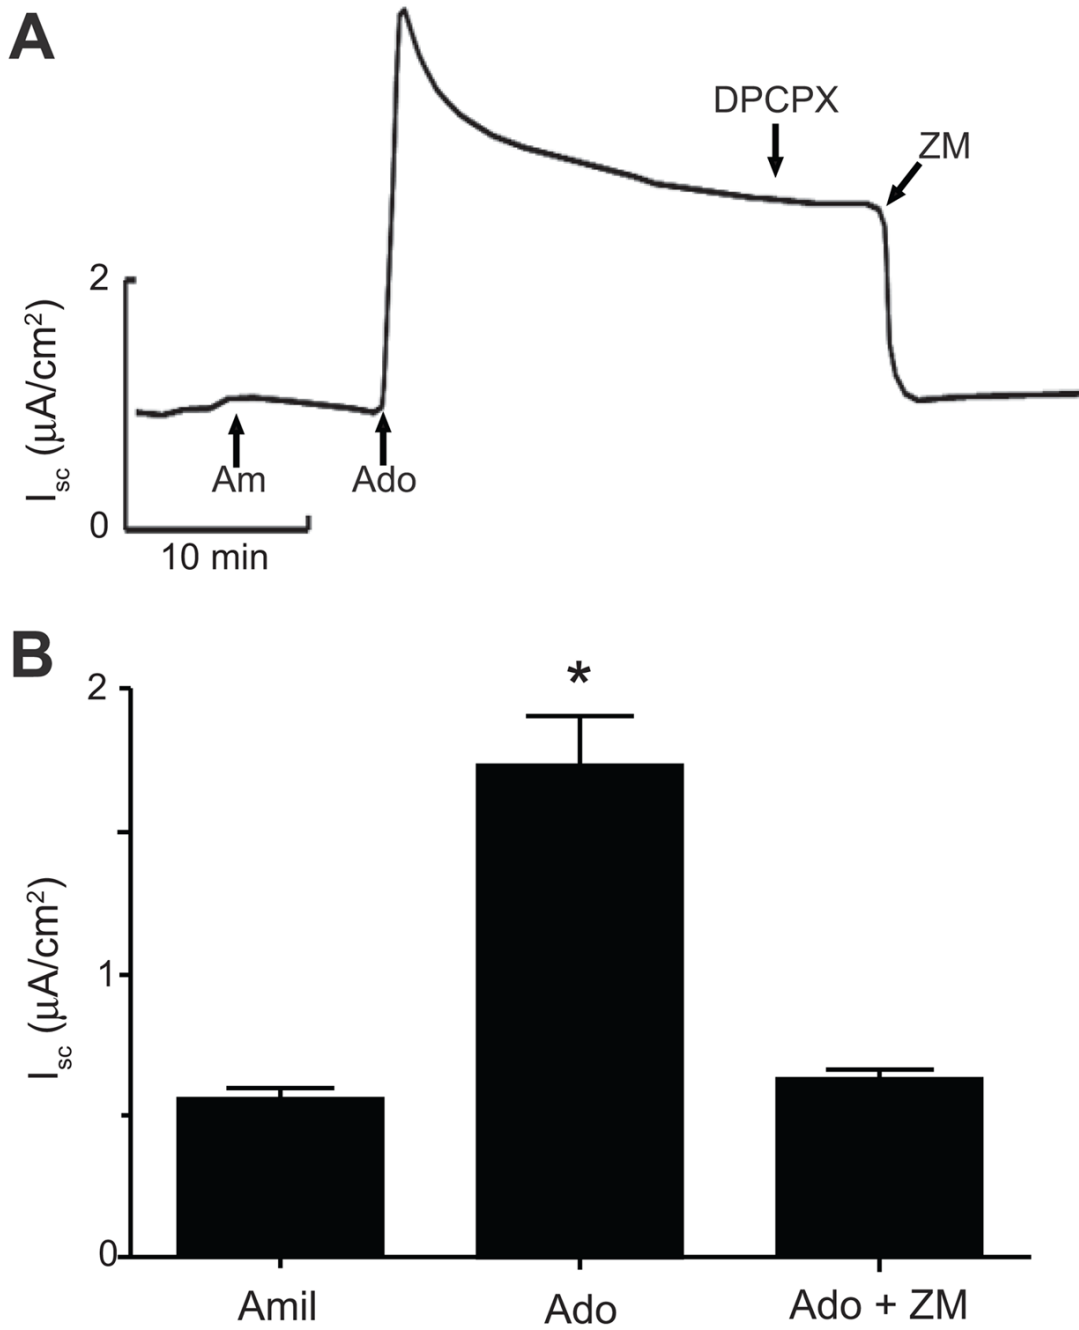 A
DPCPX
ZM
2
Isc (μA/cm²)
Am
Ado
0
10 min
B
*
2
1
Isc (μA/cm²)
0
Amil
Ado
Ado + ZM